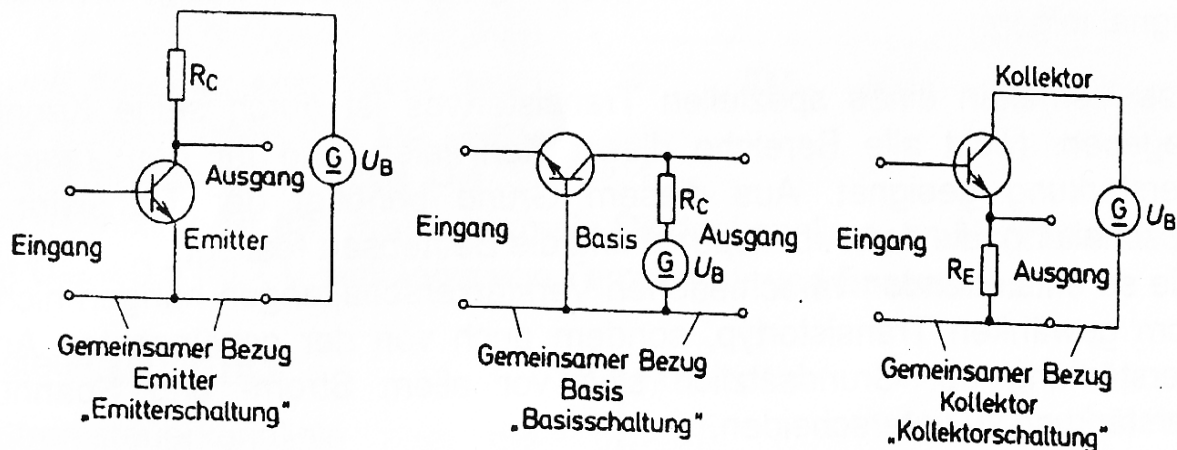 R_C
Ausgang
G U_B
Eingang
Emitter
Gemeinsamer Bezug
Emitter
„Emitterschaltung"
Eingang
Basis
R_C
Ausgang
G U_B
Gemeinsamer Bezug
Basis
„Basisschaltung"
Kollektor
Eingang
R_E
Ausgang
G U_B
Gemeinsamer Bezug
Kollektor
„Kollektorschaltung"